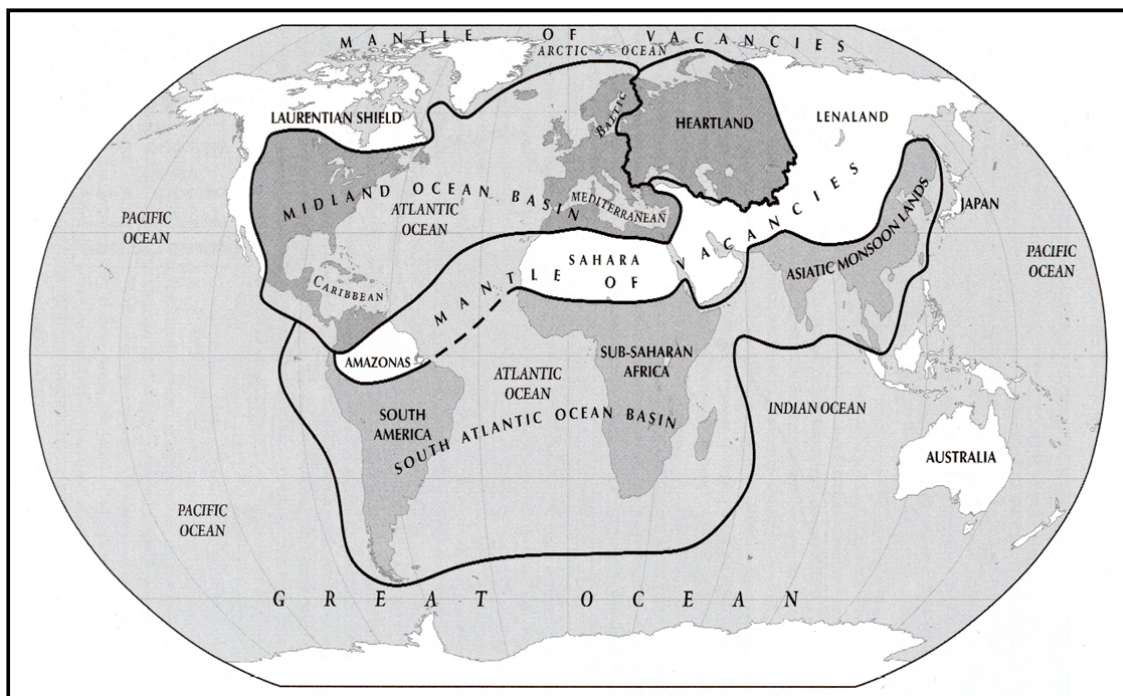 MANTLE OF VACANCIES
ARCTIC OCEAN
LAURENTIAN SHIELD
BALTIC
HEARTLAND
LENALAND
MIDLAND OCEAN BASIN
ATLANTIC
OCEAN
MEDITERRANEAN
PACIFIC
OCEAN
JAPAN
PACIFIC
OCEAN
ASIATIC MONSOON LANDS
CARIBBEAN
SAHARA
MANTLE OF VACANCIES
AMAZONAS
SUB-SAHARAN
AFRICA
ATLANTIC
OCEAN
INDIAN OCEAN
SOUTH
AMERICA
SOUTH ATLANTIC OCEAN BASIN
AUSTRALIA
PACIFIC
OCEAN
GREAT OCEAN